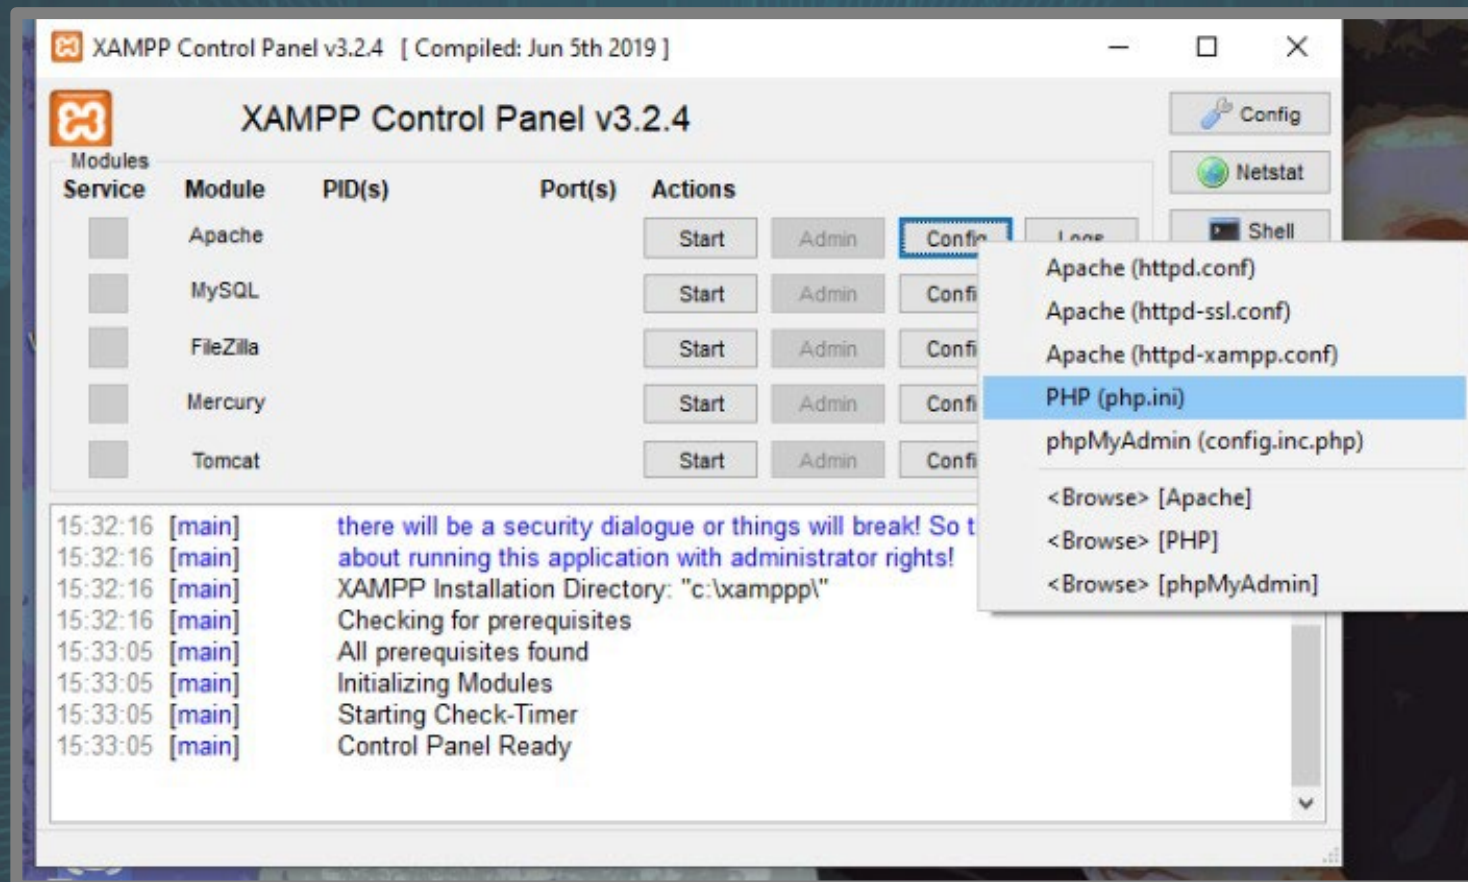 XAMPP Control Panel v3.2.4 [ Compiled: Jun 5th 2019 ]
XAMPP Control Panel v3.2.4
Config
Modules
Service Module PID(s) Port(s) Actions
Netstat
Apache Start Admin Config Logs
Shell
MySQL Start Admin Confi
FileZilla Start Admin Confi
Mercury Start Admin Confi
Tomcat Start Admin Confi
Apache (httpd.conf)
Apache (httpd-ssl.conf)
Apache (httpd-xampp.conf)
PHP (php.ini)
phpMyAdmin (config.inc.php)
<Browse> [Apache]
<Browse> [PHP]
<Browse> [phpMyAdmin]
15:32:16 [main] there will be a security dialogue or things will break! So t
15:32:16 [main] about running this application with administrator rights!
15:32:16 [main] XAMPP Installation Directory: "c:\xamppp\"
15:32:16 [main] Checking for prerequisites
15:33:05 [main] All prerequisites found
15:33:05 [main] Initializing Modules
15:33:05 [main] Starting Check-Timer
15:33:05 [main] Control Panel Ready